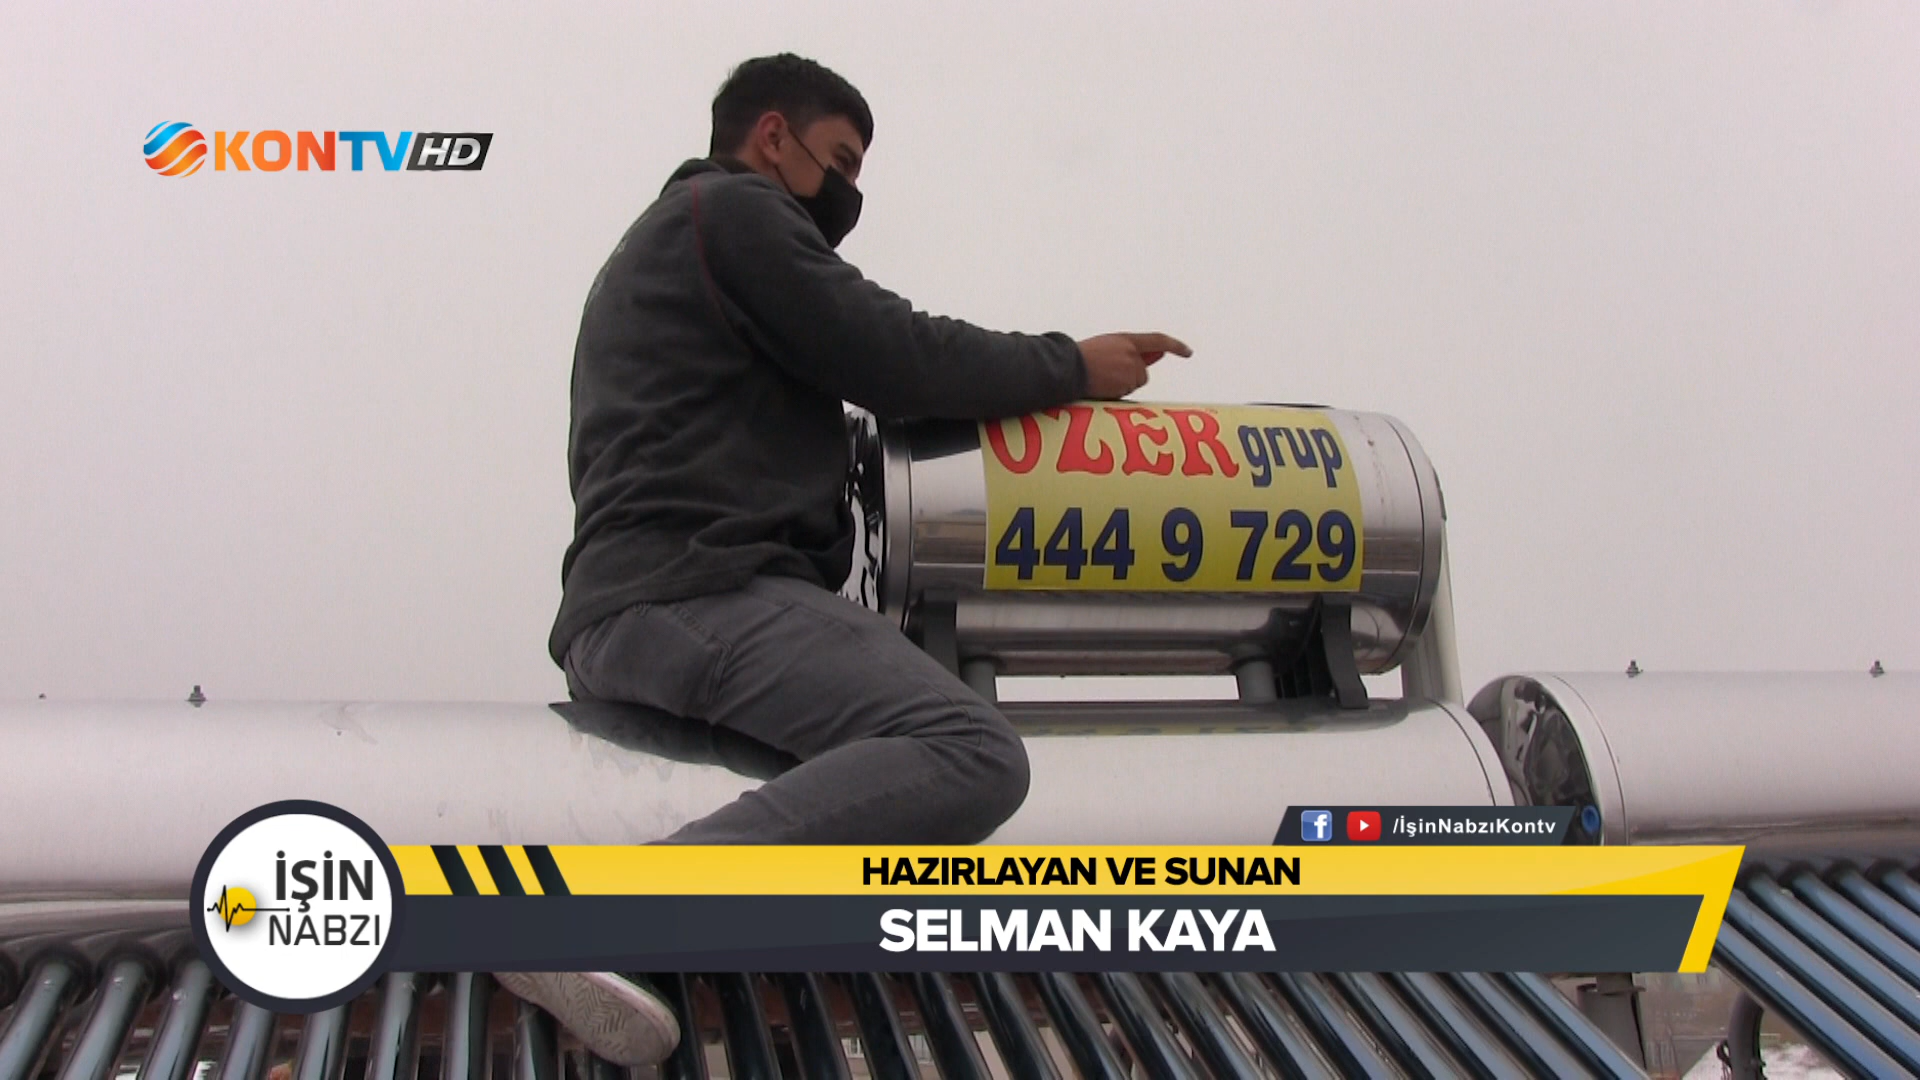 KONTV HD
ÖZER grup
444 9 729
/İşinNabzıKontv
HAZIRLAYAN VE SUNAN
SELMAN KAYA
İŞİN
NABZI